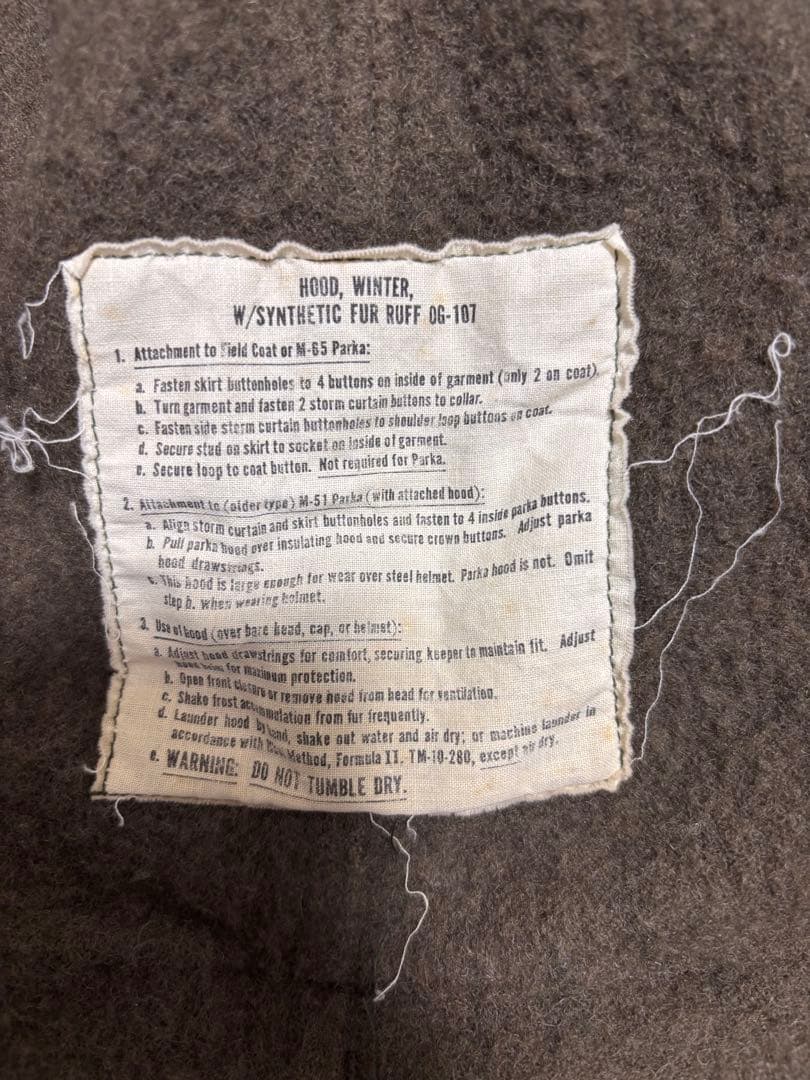 HOOD, WINTER,
W/SYNTHETIC FUR RUFF OG-107
1. Attachment to Field Coat or M-65 Parka:
a. Fasten skirt buttonholes to 4 buttons on inside of garment (only 2 on coat).
b. Turn garment and fasten 2 storm curtain buttons to collar.
c. Fasten side storm curtain buttonholes to shoulder loop buttons on coat.
d. Secure stud on skirt to socket on inside of garment.
e. Secure loop to coat button. Not required for Parka.
2. Attachment to (older type) M-51 Parka (with attached hood):
a. Align storm curtain and skirt buttonholes and fasten to 4 inside parka buttons.
b. Pull parka hood over insulating hood and secure crown buttons. Adjust parka
hood drawstrings.
c. This hood is large enough for wear over steel helmet. Parka hood is not. Omit
step b. when wearing helmet.
3. Use of hood (over bare head, cap, or helmet):
a. Adjust hood drawstrings for comfort, securing keeper to maintain fit. Adjust
for maximum protection.
b. Open front closure or remove hood from head for ventilation.
c. Shake frost accumulation from fur frequently.
d. Launder hood by hand, shake out water and air dry; or machine launder in
accordance with Method, Formula II. TM-10-280, except air dry.
e. WARNING: DO NOT TUMBLE DRY.